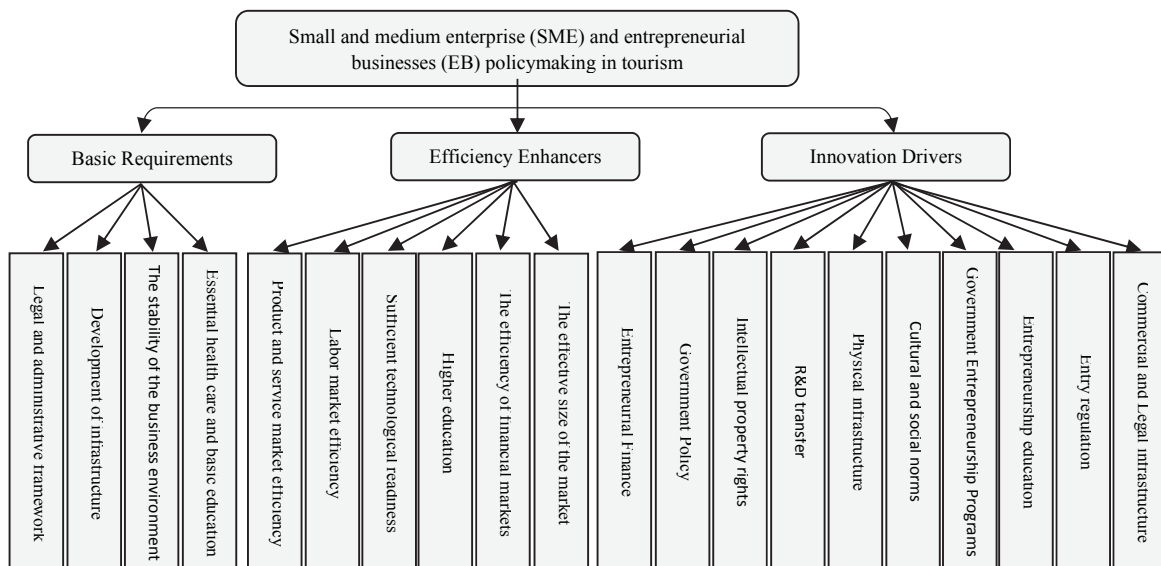 Small and medium enterprise (SME) and entrepreneurial
businesses (EB) policymaking in tourism
Basic Requirements
Efficiency Enhancers
Innovation Drivers
Legal and administrative framework
Development of infrastructure
The stability of the business environment
Essential health care and basic education
Product and service market efficiency
Labor market efficiency
Sufficient technological readiness
Higher education
The efficiency of financial markets
The effective size of the market
Entrepreneurial Finance
Government Policy
Intellectual property rights
R&D transfer
Physical infrastructure
Cultural and social norms
Government Entrepreneurship Programs
Entrepreneurship education
Entry regulation
Commercial and Legal infrastructure